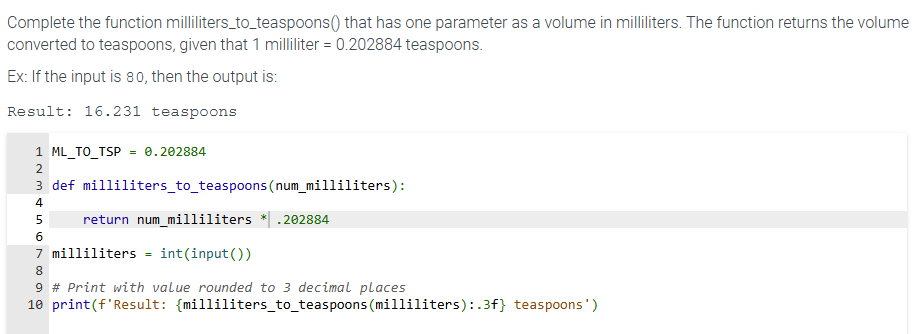 Complete the function milliliters_to_teaspoons() that has one parameter as a volume in milliliters. The function returns the volume
converted to teaspoons, given that 1 milliliter = 0.202884 teaspoons.
Ex: If the input is 80, then the output is:
Result: 16.231 teaspoons
1 ML_TO_TSP = 0.202884
2
3 def milliliters_to_teaspoons(num_milliliters):
4
5     return num_milliliters * .202884
6
7 milliliters = int(input())
8
9 # Print with value rounded to 3 decimal places
10 print(f'Result: {milliliters_to_teaspoons(milliliters):.3f} teaspoons')